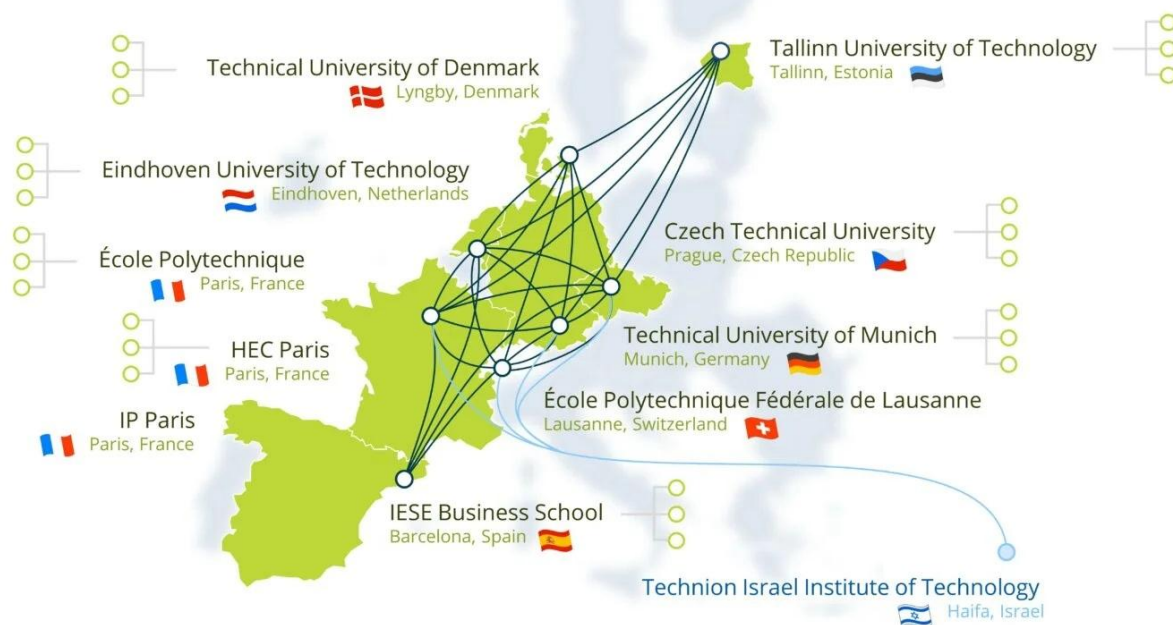 Technical University of Denmark
Lyngby, Denmark
Tallinn University of Technology
Tallinn, Estonia
Eindhoven University of Technology
Eindhoven, Netherlands
École Polytechnique
Paris, France
Czech Technical University
Prague, Czech Republic
HEC Paris
Paris, France
Technical University of Munich
Munich, Germany
IP Paris
Paris, France
École Polytechnique Fédérale de Lausanne
Lausanne, Switzerland
IESE Business School
Barcelona, Spain
Technion Israel Institute of Technology
Haifa, Israel